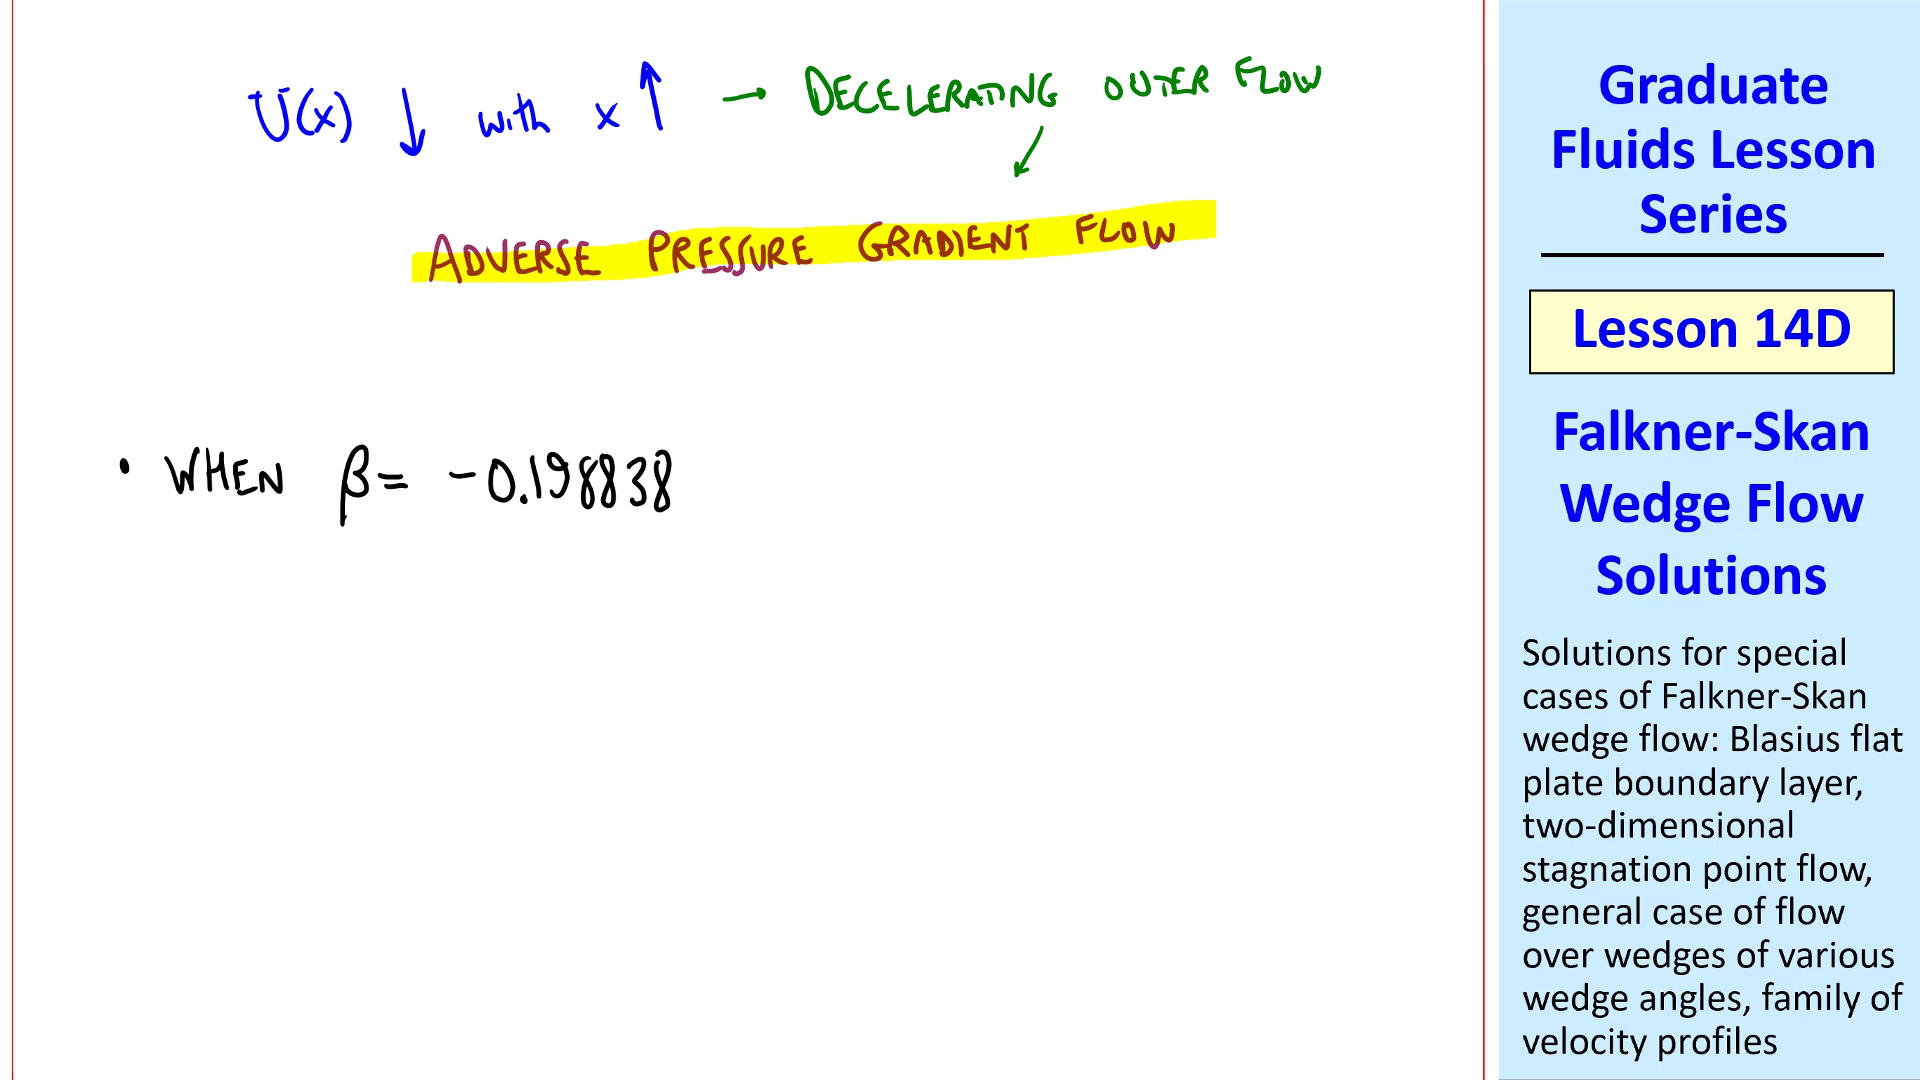 U(x) ↓ with x ↑ → DECELERATING OUTER FLOW
ADVERSE PRESSURE GRADIENT FLOW
• WHEN β = -0.198838
Graduate
Fluids Lesson
Series
Lesson 14D
Falkner-Skan
Wedge Flow
Solutions
Solutions for special
cases of Falkner-Skan
wedge flow: Blasius flat
plate boundary layer,
two-dimensional
stagnation point flow,
general case of flow
over wedges of various
wedge angles, family of
velocity profiles